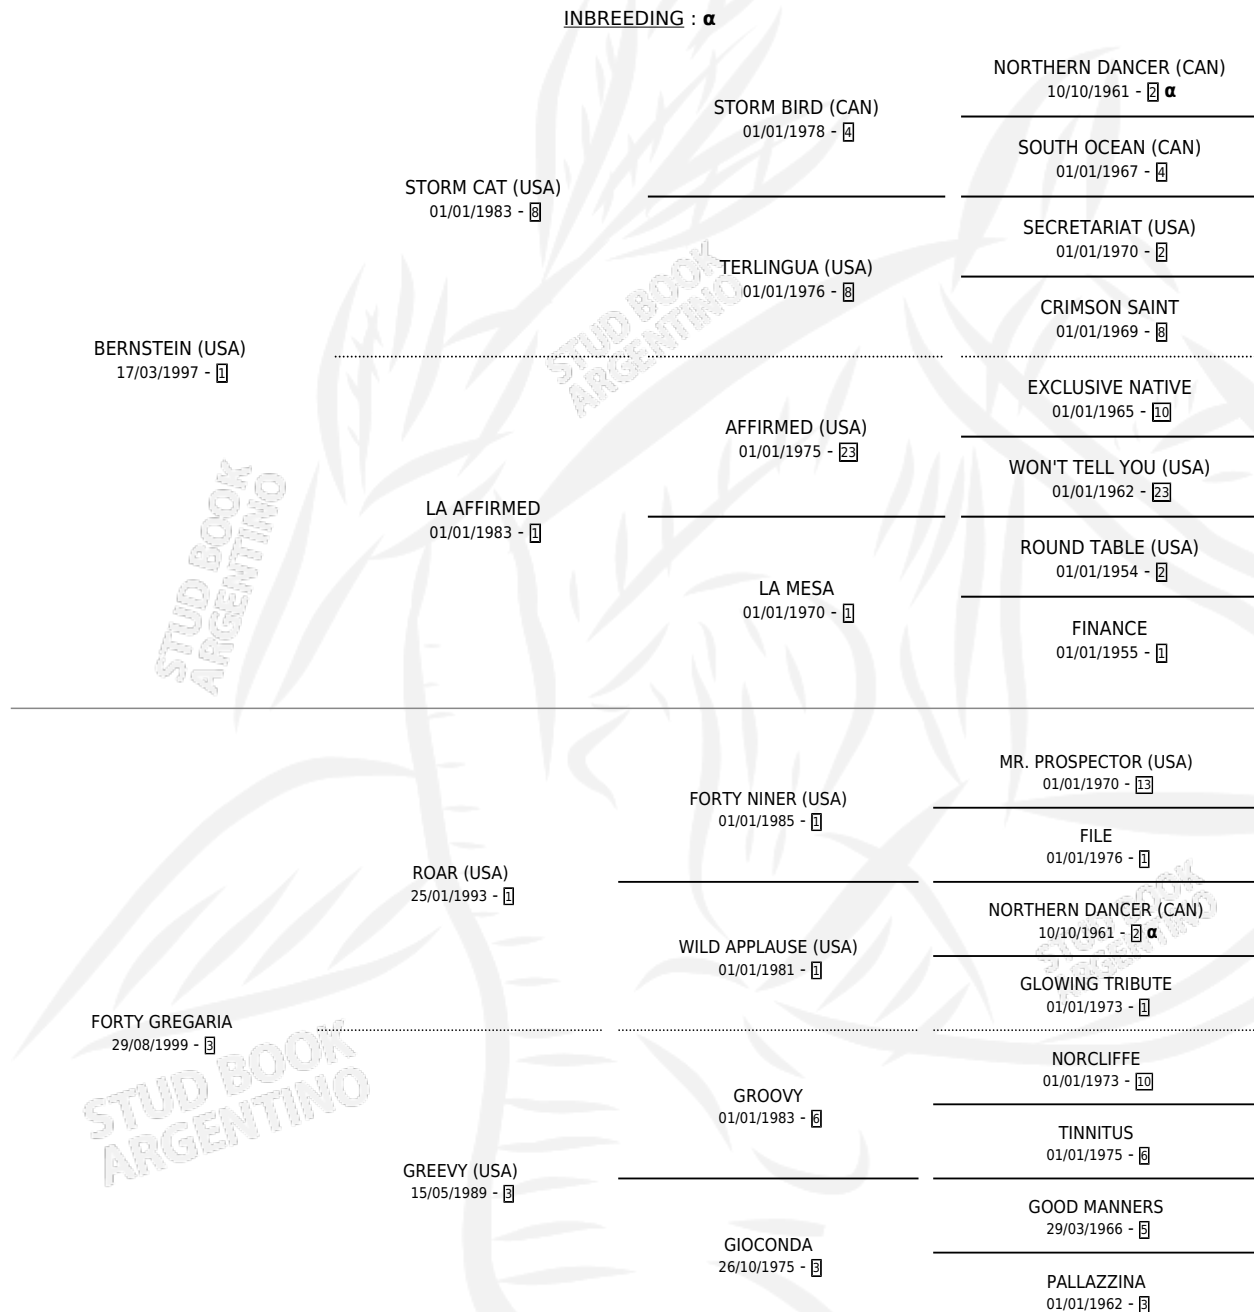 INBREEDING : α
NORTHERN DANCER (CAN)
10/10/1961 - 2 α
STORM BIRD (CAN)
01/01/1978 - 4
SOUTH OCEAN (CAN)
01/01/1967 - 4
STORM CAT (USA)
01/01/1983 - 8
SECRETARIAT (USA)
01/01/1970 - 2
TERLINGUA (USA)
01/01/1976 - 8
CRIMSON SAINT
01/01/1969 - 8
BERNSTEIN (USA)
17/03/1997 - 1
EXCLUSIVE NATIVE
01/01/1965 - 10
AFFIRMED (USA)
01/01/1975 - 23
WON'T TELL YOU (USA)
01/01/1962 - 23
LA AFFIRMED
01/01/1983 - 1
ROUND TABLE (USA)
01/01/1954 - 2
LA MESA
01/01/1970 - 1
FINANCE
01/01/1955 - 1
MR. PROSPECTOR (USA)
01/01/1970 - 13
FORTY NINER (USA)
01/01/1985 - 1
FILE
01/01/1976 - 1
ROAR (USA)
25/01/1993 - 1
NORTHERN DANCER (CAN)
10/10/1961 - 2 α
WILD APPLAUSE (USA)
01/01/1981 - 1
GLOWING TRIBUTE
01/01/1973 - 1
FORTY GREGARIA
29/08/1999 - 3
NORCLIFFE
01/01/1973 - 10
GROOVY
01/01/1983 - 6
TINNITUS
01/01/1975 - 6
GREEVY (USA)
15/05/1989 - 3
GOOD MANNERS
29/03/1966 - 5
GIOCONDA
26/10/1975 - 3
PALLAZZINA
01/01/1962 - 3
STUD BOOK
ARGENTINO
STUD BOOK
ARGENTINO
STUD BOOK
ARGENTINO
STUD BOOK
ARGENTINO